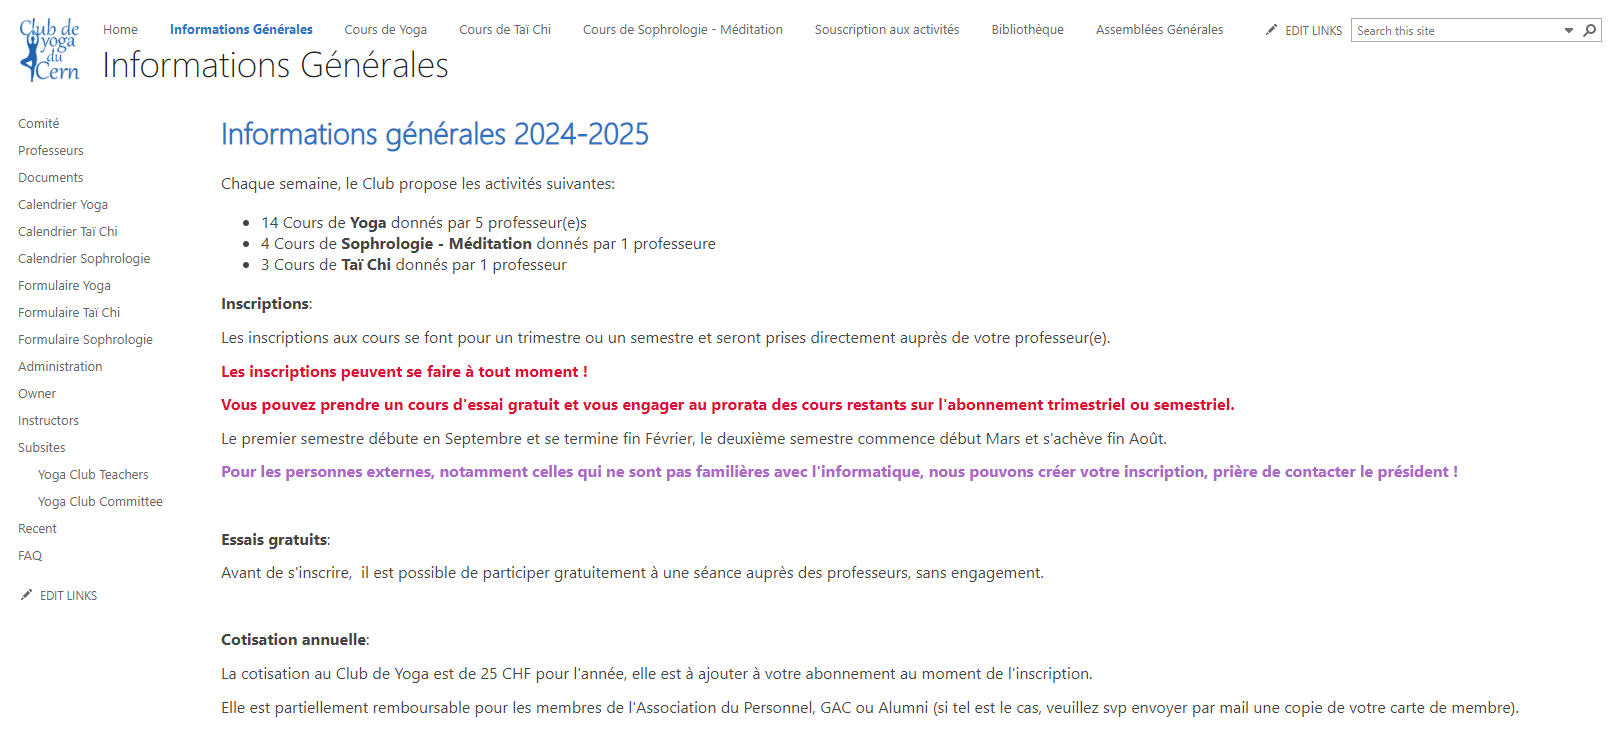 Club de
yoga
du
Cern
Home
Informations Générales
Cours de Yoga
Cours de Taï Chi
Cours de Sophrologie - Méditation
Souscription aux activités
Bibliothèque
Assemblées Générales
EDIT LINKS
Search this site
Informations Générales
Comité
Professeurs
Documents
Calendrier Yoga
Calendrier Taï Chi
Calendrier Sophrologie
Formulaire Yoga
Formulaire Taï Chi
Formulaire Sophrologie
Administration
Owner
Instructors
Subsites
Yoga Club Teachers
Yoga Club Committee
Recent
FAQ
EDIT LINKS
Informations générales 2024-2025
Chaque semaine, le Club propose les activités suivantes:
• 14 Cours de Yoga donnés par 5 professeur(e)s
• 4 Cours de Sophrologie - Méditation donnés par 1 professeure
• 3 Cours de Taï Chi donnés par 1 professeur
Inscriptions:
Les inscriptions aux cours se font pour un trimestre ou un semestre et seront prises directement auprès de votre professeur(e).
Les inscriptions peuvent se faire à tout moment !
Vous pouvez prendre un cours d'essai gratuit et vous engager au prorata des cours restants sur l'abonnement trimestriel ou semestriel.
Le premier semestre débute en Septembre et se termine fin Février, le deuxième semestre commence début Mars et s'achève fin Août.
Pour les personnes externes, notamment celles qui ne sont pas familières avec l'informatique, nous pouvons créer votre inscription, prière de contacter le président !
Essais gratuits:
Avant de s'inscrire,  il est possible de participer gratuitement à une séance auprès des professeurs, sans engagement.
Cotisation annuelle:
La cotisation au Club de Yoga est de 25 CHF pour l'année, elle est à ajouter à votre abonnement au moment de l'inscription.
Elle est partiellement remboursable pour les membres de l'Association du Personnel, GAC ou Alumni (si tel est le cas, veuillez svp envoyer par mail une copie de votre carte de membre).